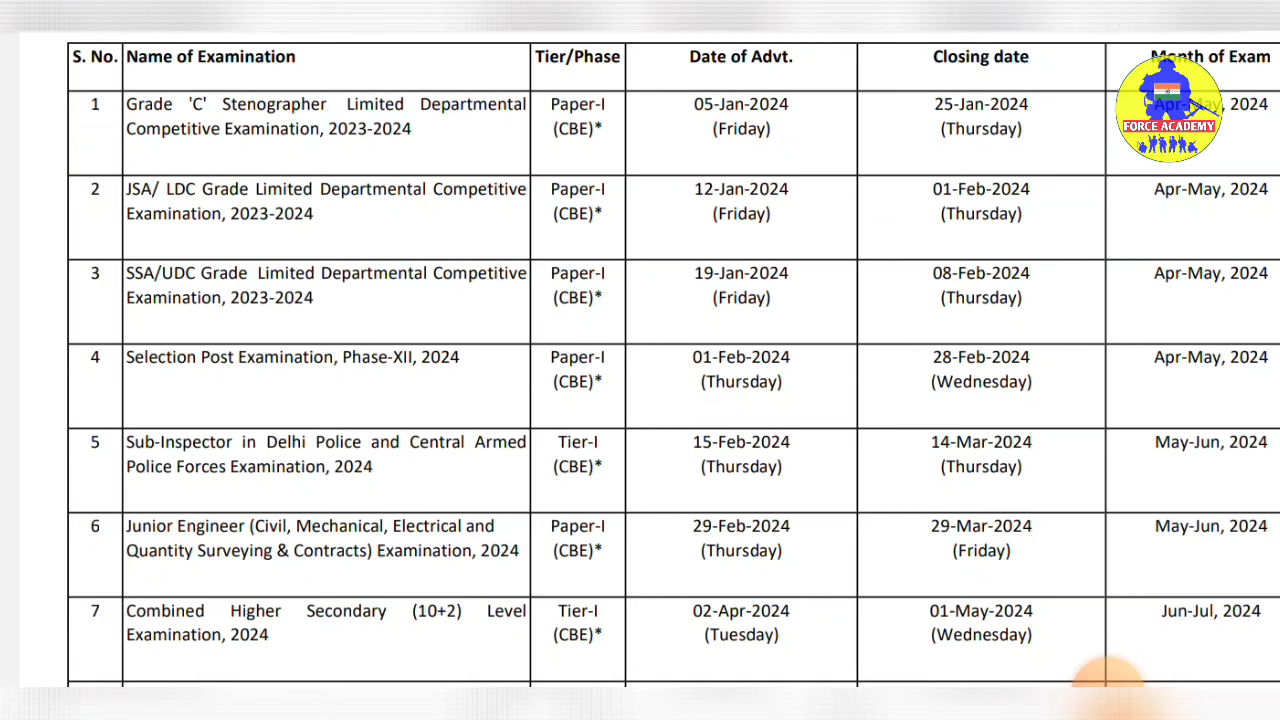 S. No. Name of Examination Tier/Phase Date of Advt. Closing date Month of Exam
1 Grade 'C' Stenographer Limited Departmental Paper-I 05-Jan-2024 25-Jan-2024 Apr-May, 2024
Competitive Examination, 2023-2024 (CBE)* (Friday) (Thursday)
FORCE ACADEMY
2 JSA/ LDC Grade Limited Departmental Competitive Paper-I 12-Jan-2024 01-Feb-2024 Apr-May, 2024
Examination, 2023-2024 (CBE)* (Friday) (Thursday)
3 SSA/UDC Grade Limited Departmental Competitive Paper-I 19-Jan-2024 08-Feb-2024 Apr-May, 2024
Examination, 2023-2024 (CBE)* (Friday) (Thursday)
4 Selection Post Examination, Phase-XII, 2024 Paper-I 01-Feb-2024 28-Feb-2024 Apr-May, 2024
(CBE)* (Thursday) (Wednesday)
5 Sub-Inspector in Delhi Police and Central Armed Tier-I 15-Feb-2024 14-Mar-2024 May-Jun, 2024
Police Forces Examination, 2024 (CBE)* (Thursday) (Thursday)
6 Junior Engineer (Civil, Mechanical, Electrical and Paper-I 29-Feb-2024 29-Mar-2024 May-Jun, 2024
Quantity Surveying & Contracts) Examination, 2024 (CBE)* (Thursday) (Friday)
7 Combined Higher Secondary (10+2) Level Tier-I 02-Apr-2024 01-May-2024 Jun-Jul, 2024
Examination, 2024 (CBE)* (Tuesday) (Wednesday)